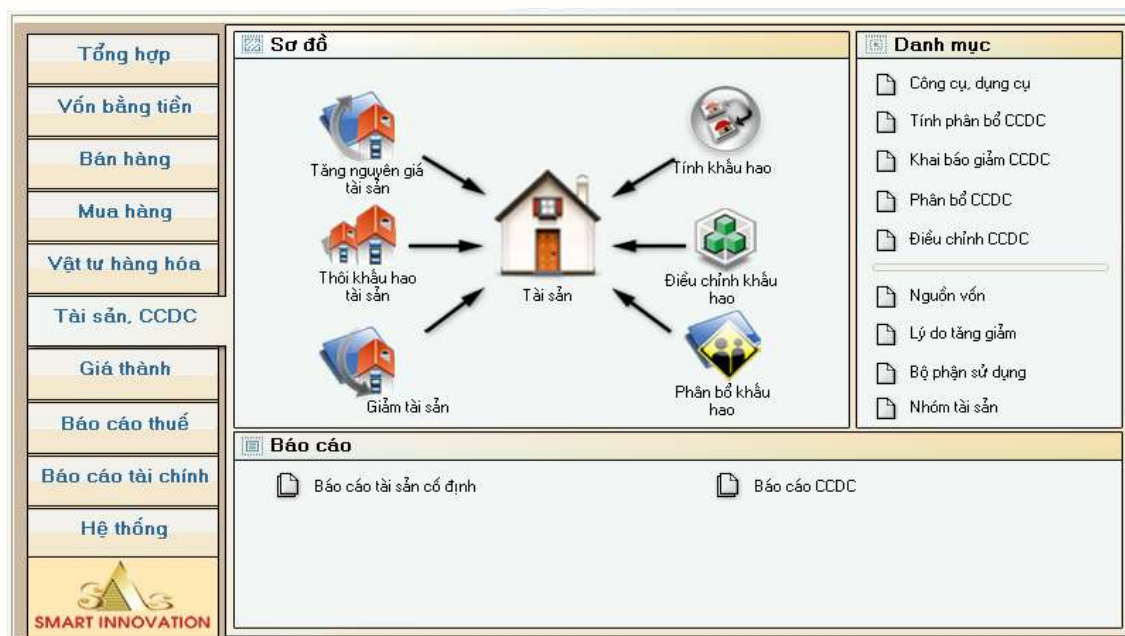 Tổng hợp
Vốn bằng tiền
Bán hàng
Mua hàng
Vật tư hàng hóa
Tài sản, CCDC
Giá thành
Báo cáo thuế
Báo cáo tài chính
Hệ thống
SIS
SMART INNOVATION
Sơ đồ
Tăng nguyên giá
tài sản
Thôi khấu hao
tài sản
Giảm tài sản
Tài sản
Tính khấu hao
Điều chỉnh khấu
hao
Phân bổ khấu
hao
Danh mục
Công cụ, dụng cụ
Tính phân bổ CCDC
Khai báo giảm CCDC
Phân bổ CCDC
Điều chỉnh CCDC
Nguồn vốn
Lý do tăng giảm
Bộ phận sử dụng
Nhóm tài sản
Báo cáo
Báo cáo tài sản cố định
Báo cáo CCDC